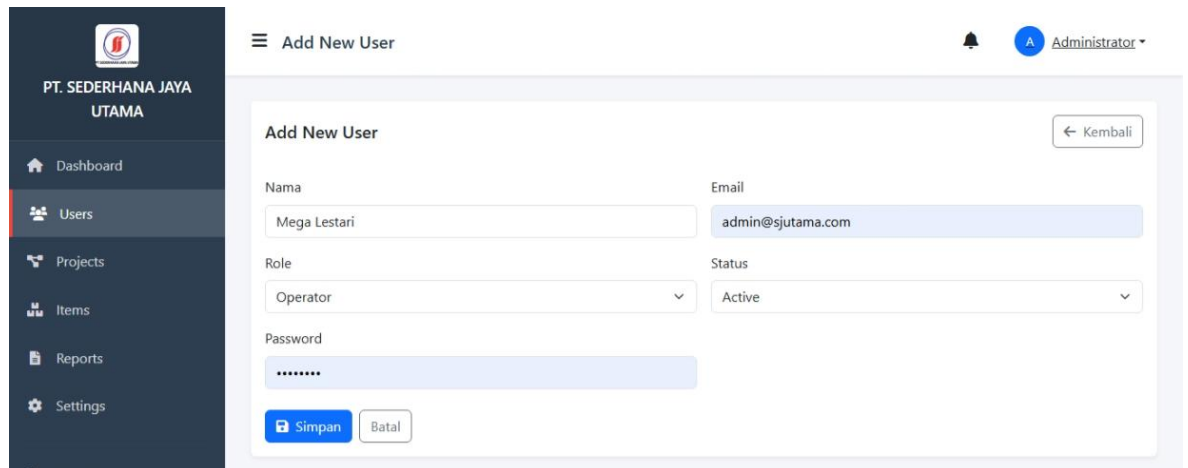 PT. SEDERHANA JAYA
UTAMA
Dashboard
Users
Projects
Items
Reports
Settings
Add New User
A Administrator
Add New User
← Kembali
Nama
Email
Mega Lestari
admin@sjutama.com
Role
Status
Operator
Active
Password
••••••••
Simpan
Batal